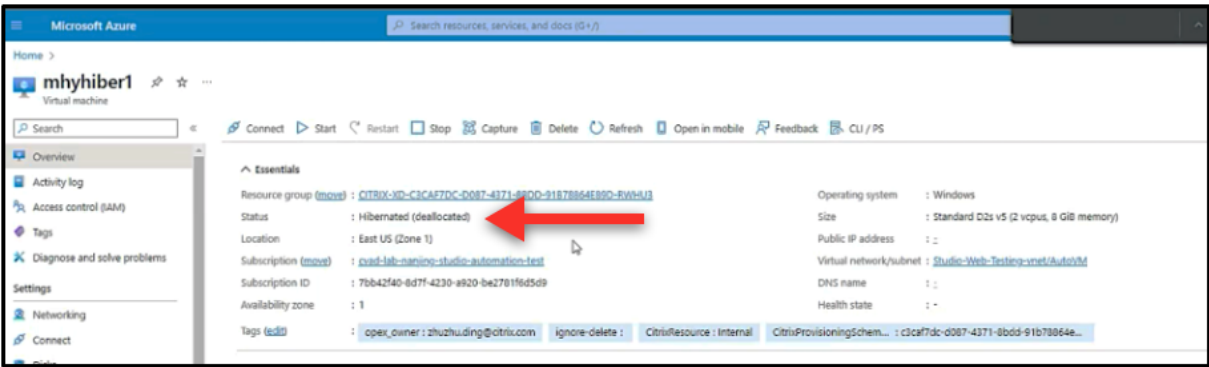 Microsoft Azure
Search resources, services, and docs (G+/)
Home >
mhyhiber1
Virtual machine
Search
Connect Start Restart Stop Capture Delete Refresh Open in mobile Feedback CLI / PS
Overview
Activity log
Access control (IAM)
Tags
Diagnose and solve problems
Settings
Networking
Connect
Disks
Essentials
Resource group (move) : CITRIX-XD-C3CAF7DC-D087-4371-8BDD-91B78864E89D-RWHU3
Status : Hibernated (deallocated)
Location : East US (Zone 1)
Subscription (move) : cvad-lab-nanjing-studio-automation-test
Subscription ID : 7bb42f40-8d7f-4230-a920-be2781f6d5d9
Availability zone : 1
Operating system : Windows
Size : Standard D2s v5 (2 vcpus, 8 GiB memory)
Public IP address : -
Virtual network/subnet : Studio-Web-Testing-vnet/AutoVM
DNS name : -
Health state : -
Tags (edit) : opex_owner : zhuzhu.ding@citrix.com ignore-delete : CitrixResource : Internal CitrixProvisioningSchem... : c3caf7dc-d087-4371-8bdd-91b78864e...